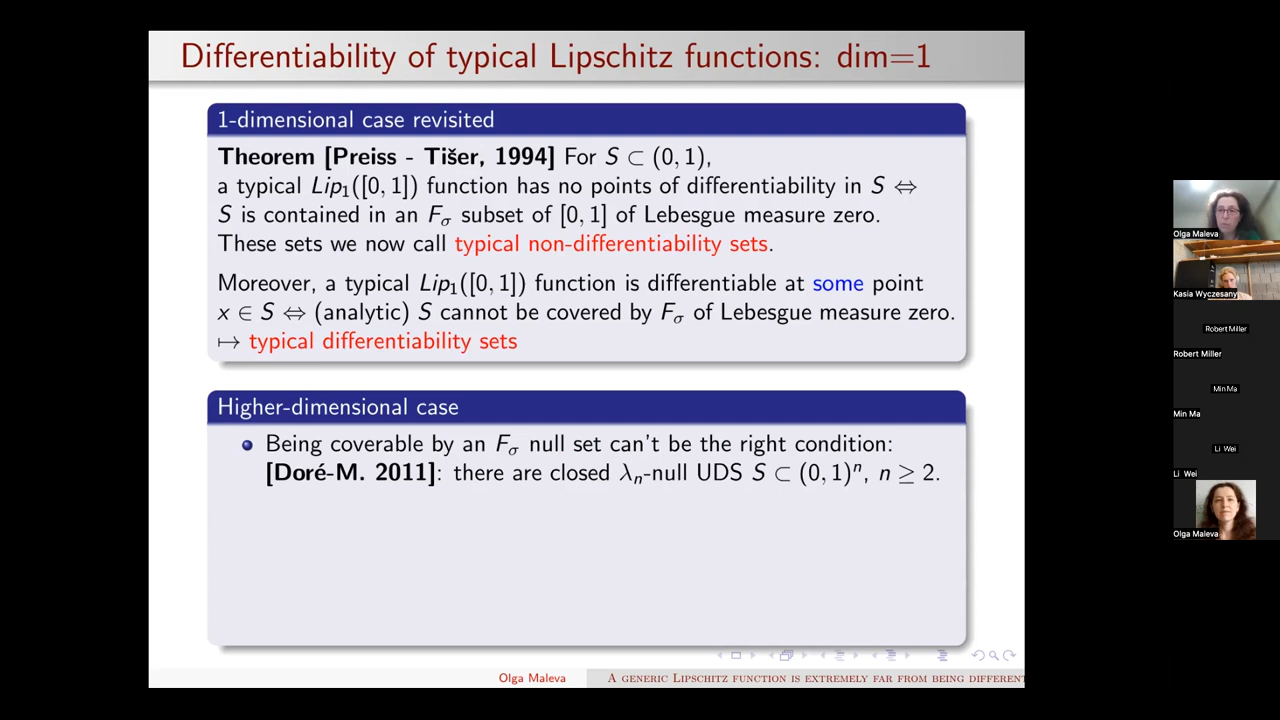 Differentiability of typical Lipschitz functions: dim=1
1-dimensional case revisited
Theorem [Preiss - Tišer, 1994] For S ⊂ (0, 1),
a typical Lip₁([0, 1]) function has no points of differentiability in S ⇔
S is contained in an Fσ subset of [0, 1] of Lebesgue measure zero.
These sets we now call typical non-differentiability sets.
Moreover, a typical Lip₁([0, 1]) function is differentiable at some point
x ∈ S ⇔ (analytic) S cannot be covered by Fσ of Lebesgue measure zero.
↦ typical differentiability sets
Higher-dimensional case
Being coverable by an Fσ null set can't be the right condition:
[Doré-M. 2011]: there are closed λₙ-null UDS S ⊂ (0, 1)ⁿ, n ≥ 2.
Olga Maleva
A generic Lipschitz function is extremely far from being differen
Olga Maleva
Kasia Wyczesany
Robert Miller
Robert Miller
Min Ma
Min Ma
Li Wei
Li Wei
Olga Maleva